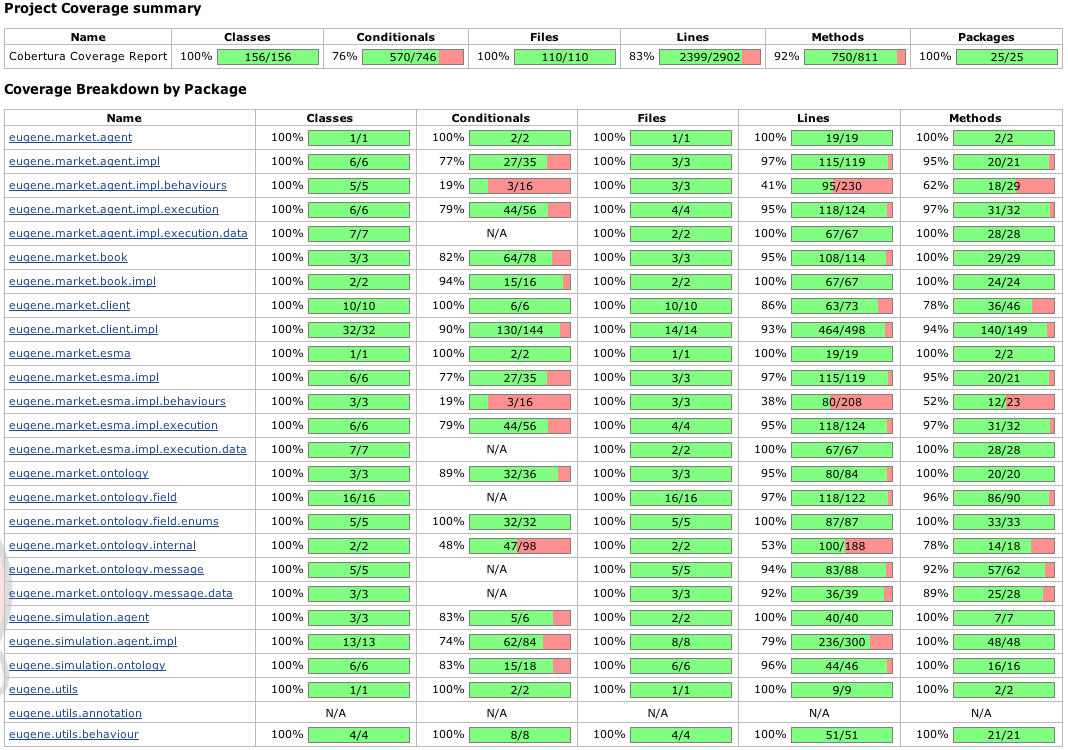 Project Coverage summary
Name Classes Conditionals Files Lines Methods Packages
Cobertura Coverage Report 100% 156/156 76% 570/746 100% 110/110 83% 2399/2902 92% 750/811 100% 25/25
Coverage Breakdown by Package
Name Classes Conditionals Files Lines Methods
eugene.market.agent 100% 1/1 100% 2/2 100% 1/1 100% 19/19 100% 2/2
eugene.market.agent.impl 100% 6/6 77% 27/35 100% 3/3 97% 115/119 95% 20/21
eugene.market.agent.impl.behaviours 100% 5/5 19% 3/16 100% 3/3 41% 95/230 62% 18/29
eugene.market.agent.impl.execution 100% 6/6 79% 44/56 100% 4/4 95% 118/124 97% 31/32
eugene.market.agent.impl.execution.data 100% 7/7 N/A 100% 2/2 100% 67/67 100% 28/28
eugene.market.book 100% 3/3 82% 64/78 100% 3/3 95% 108/114 100% 29/29
eugene.market.book.impl 100% 2/2 94% 15/16 100% 2/2 100% 67/67 100% 24/24
eugene.market.client 100% 10/10 100% 6/6 100% 10/10 86% 63/73 78% 36/46
eugene.market.client.impl 100% 32/32 90% 130/144 100% 14/14 93% 464/498 94% 140/149
eugene.market.esma 100% 1/1 100% 2/2 100% 1/1 100% 19/19 100% 2/2
eugene.market.esma.impl 100% 6/6 77% 27/35 100% 3/3 97% 115/119 95% 20/21
eugene.market.esma.impl.behaviours 100% 3/3 19% 3/16 100% 3/3 38% 80/208 52% 12/23
eugene.market.esma.impl.execution 100% 6/6 79% 44/56 100% 4/4 95% 118/124 97% 31/32
eugene.market.esma.impl.execution.data 100% 7/7 N/A 100% 2/2 100% 67/67 100% 28/28
eugene.market.ontology 100% 3/3 89% 32/36 100% 3/3 95% 80/84 100% 20/20
eugene.market.ontology.field 100% 16/16 N/A 100% 16/16 97% 118/122 96% 86/90
eugene.market.ontology.field.enums 100% 5/5 100% 32/32 100% 5/5 100% 87/87 100% 33/33
eugene.market.ontology.internal 100% 2/2 48% 47/98 100% 2/2 53% 100/188 78% 14/18
eugene.market.ontology.message 100% 5/5 N/A 100% 5/5 94% 83/88 92% 57/62
eugene.market.ontology.message.data 100% 3/3 N/A 100% 3/3 92% 36/39 89% 25/28
eugene.simulation.agent 100% 3/3 83% 5/6 100% 2/2 100% 40/40 100% 7/7
eugene.simulation.agent.impl 100% 13/13 74% 62/84 100% 8/8 79% 236/300 100% 48/48
eugene.simulation.ontology 100% 6/6 83% 15/18 100% 6/6 96% 44/46 100% 16/16
eugene.utils 100% 1/1 100% 2/2 100% 1/1 100% 9/9 100% 2/2
eugene.utils.annotation N/A N/A N/A N/A N/A
eugene.utils.behaviour 100% 4/4 100% 8/8 100% 4/4 100% 51/51 100% 21/21